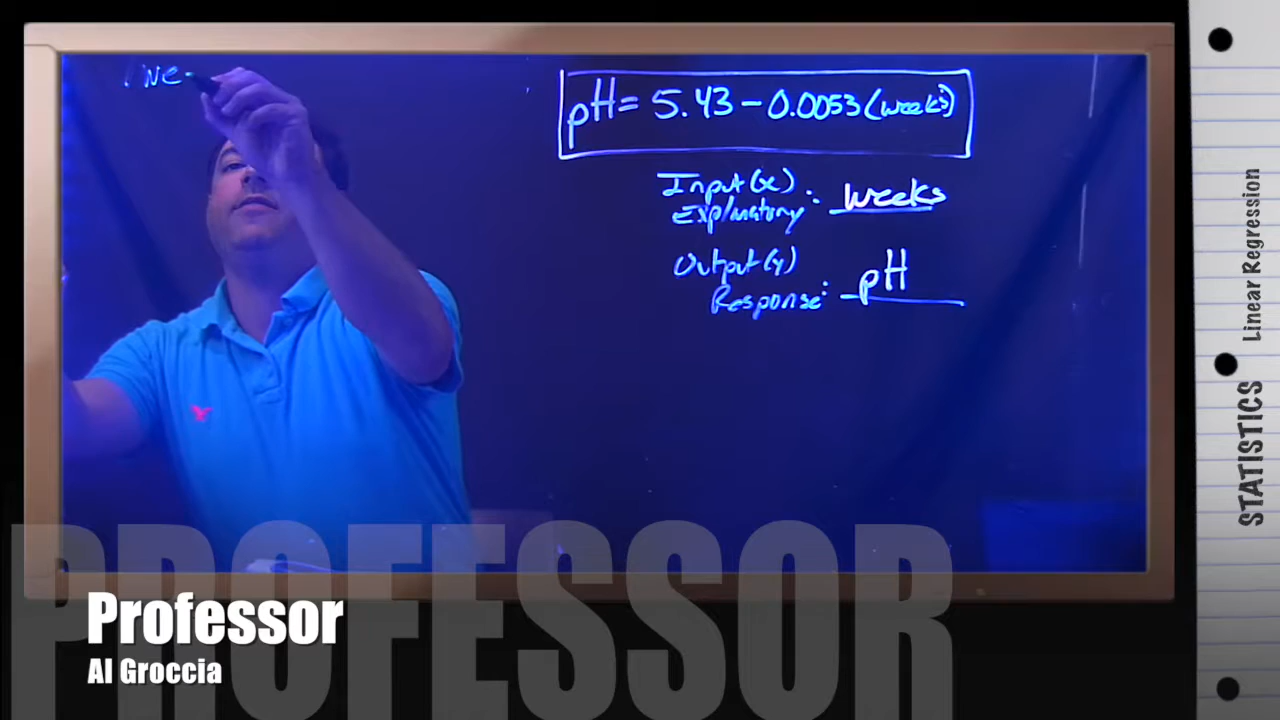 We
pH = 5.43 - 0.0053 (weeks)
Input (x)
Explanatory : weeks
Output (y)
Response : pH
PROFESSOR
Professor
Al Groccia
STATISTICS Linear Regression